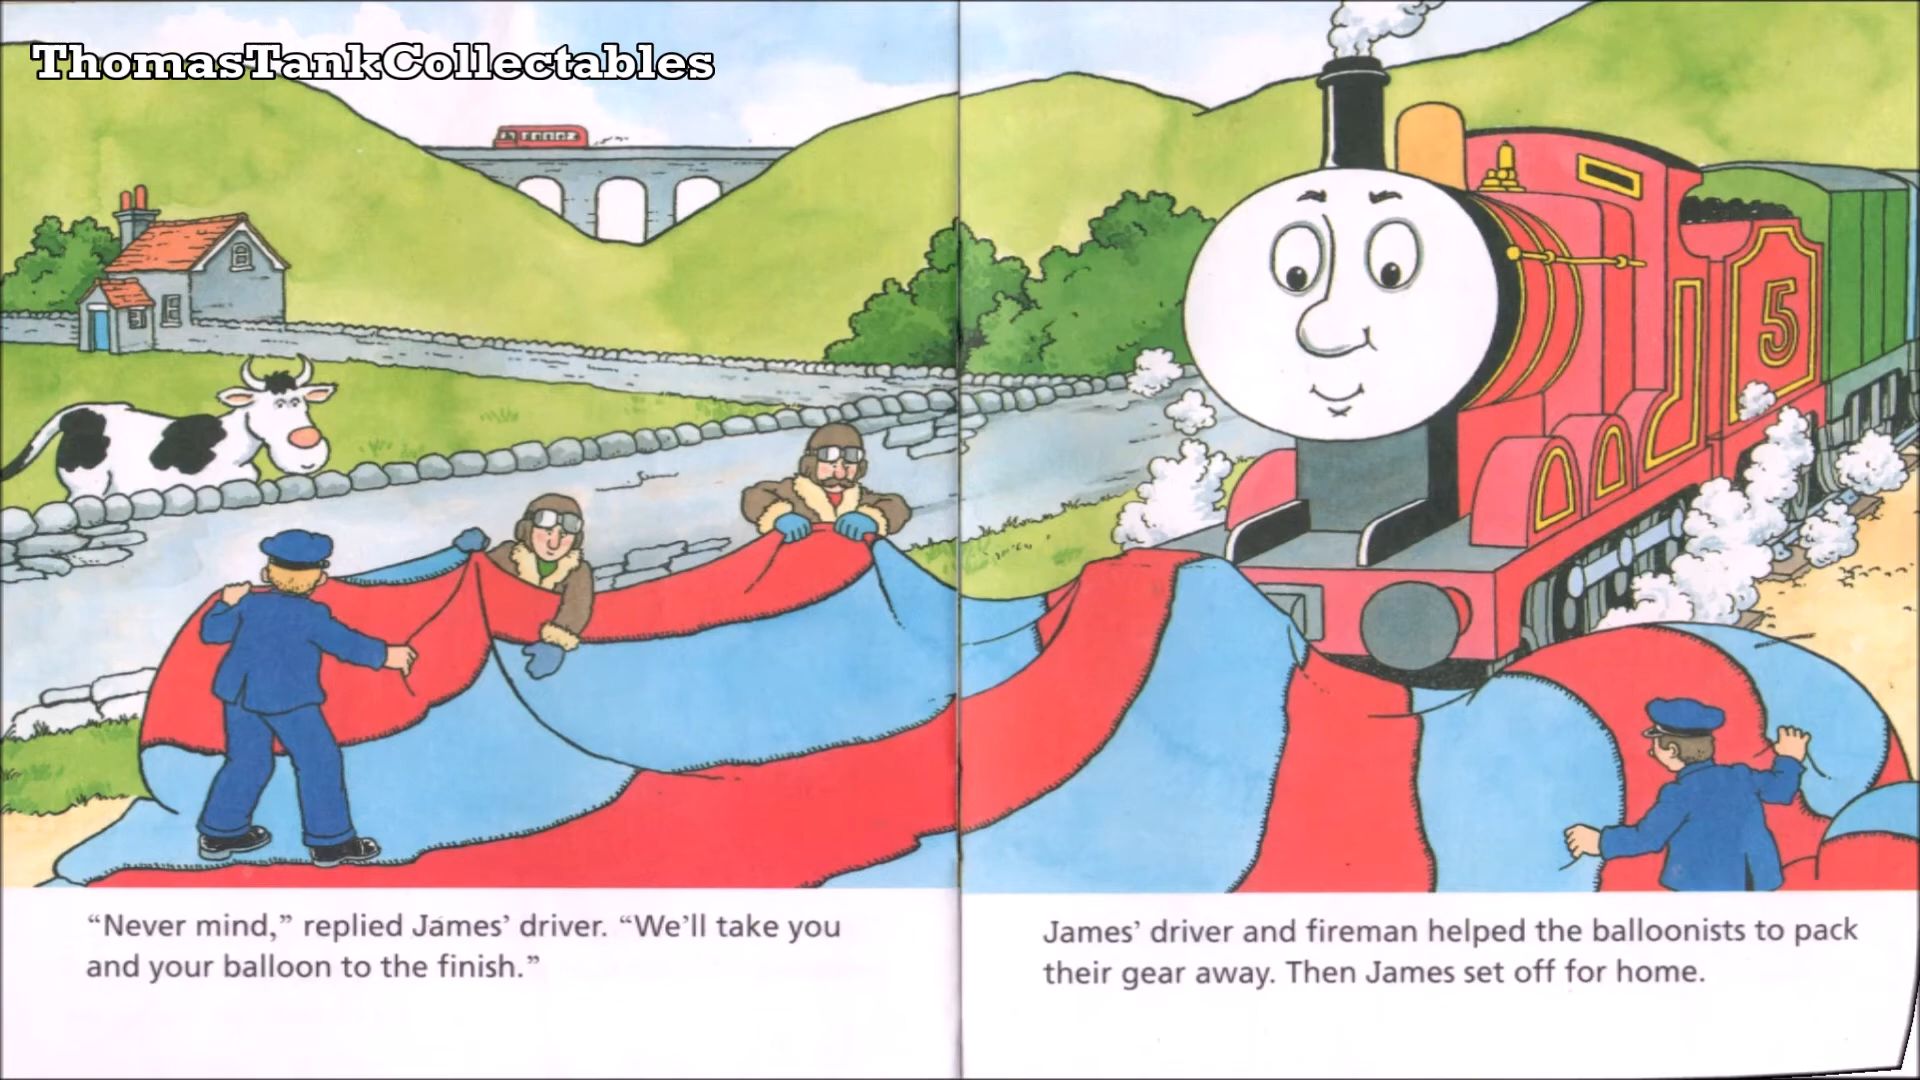 ThomasTankCollectables
5
“Never mind,” replied James’ driver. “We’ll take you
and your balloon to the finish.”
James’ driver and fireman helped the balloonists to pack
their gear away. Then James set off for home.